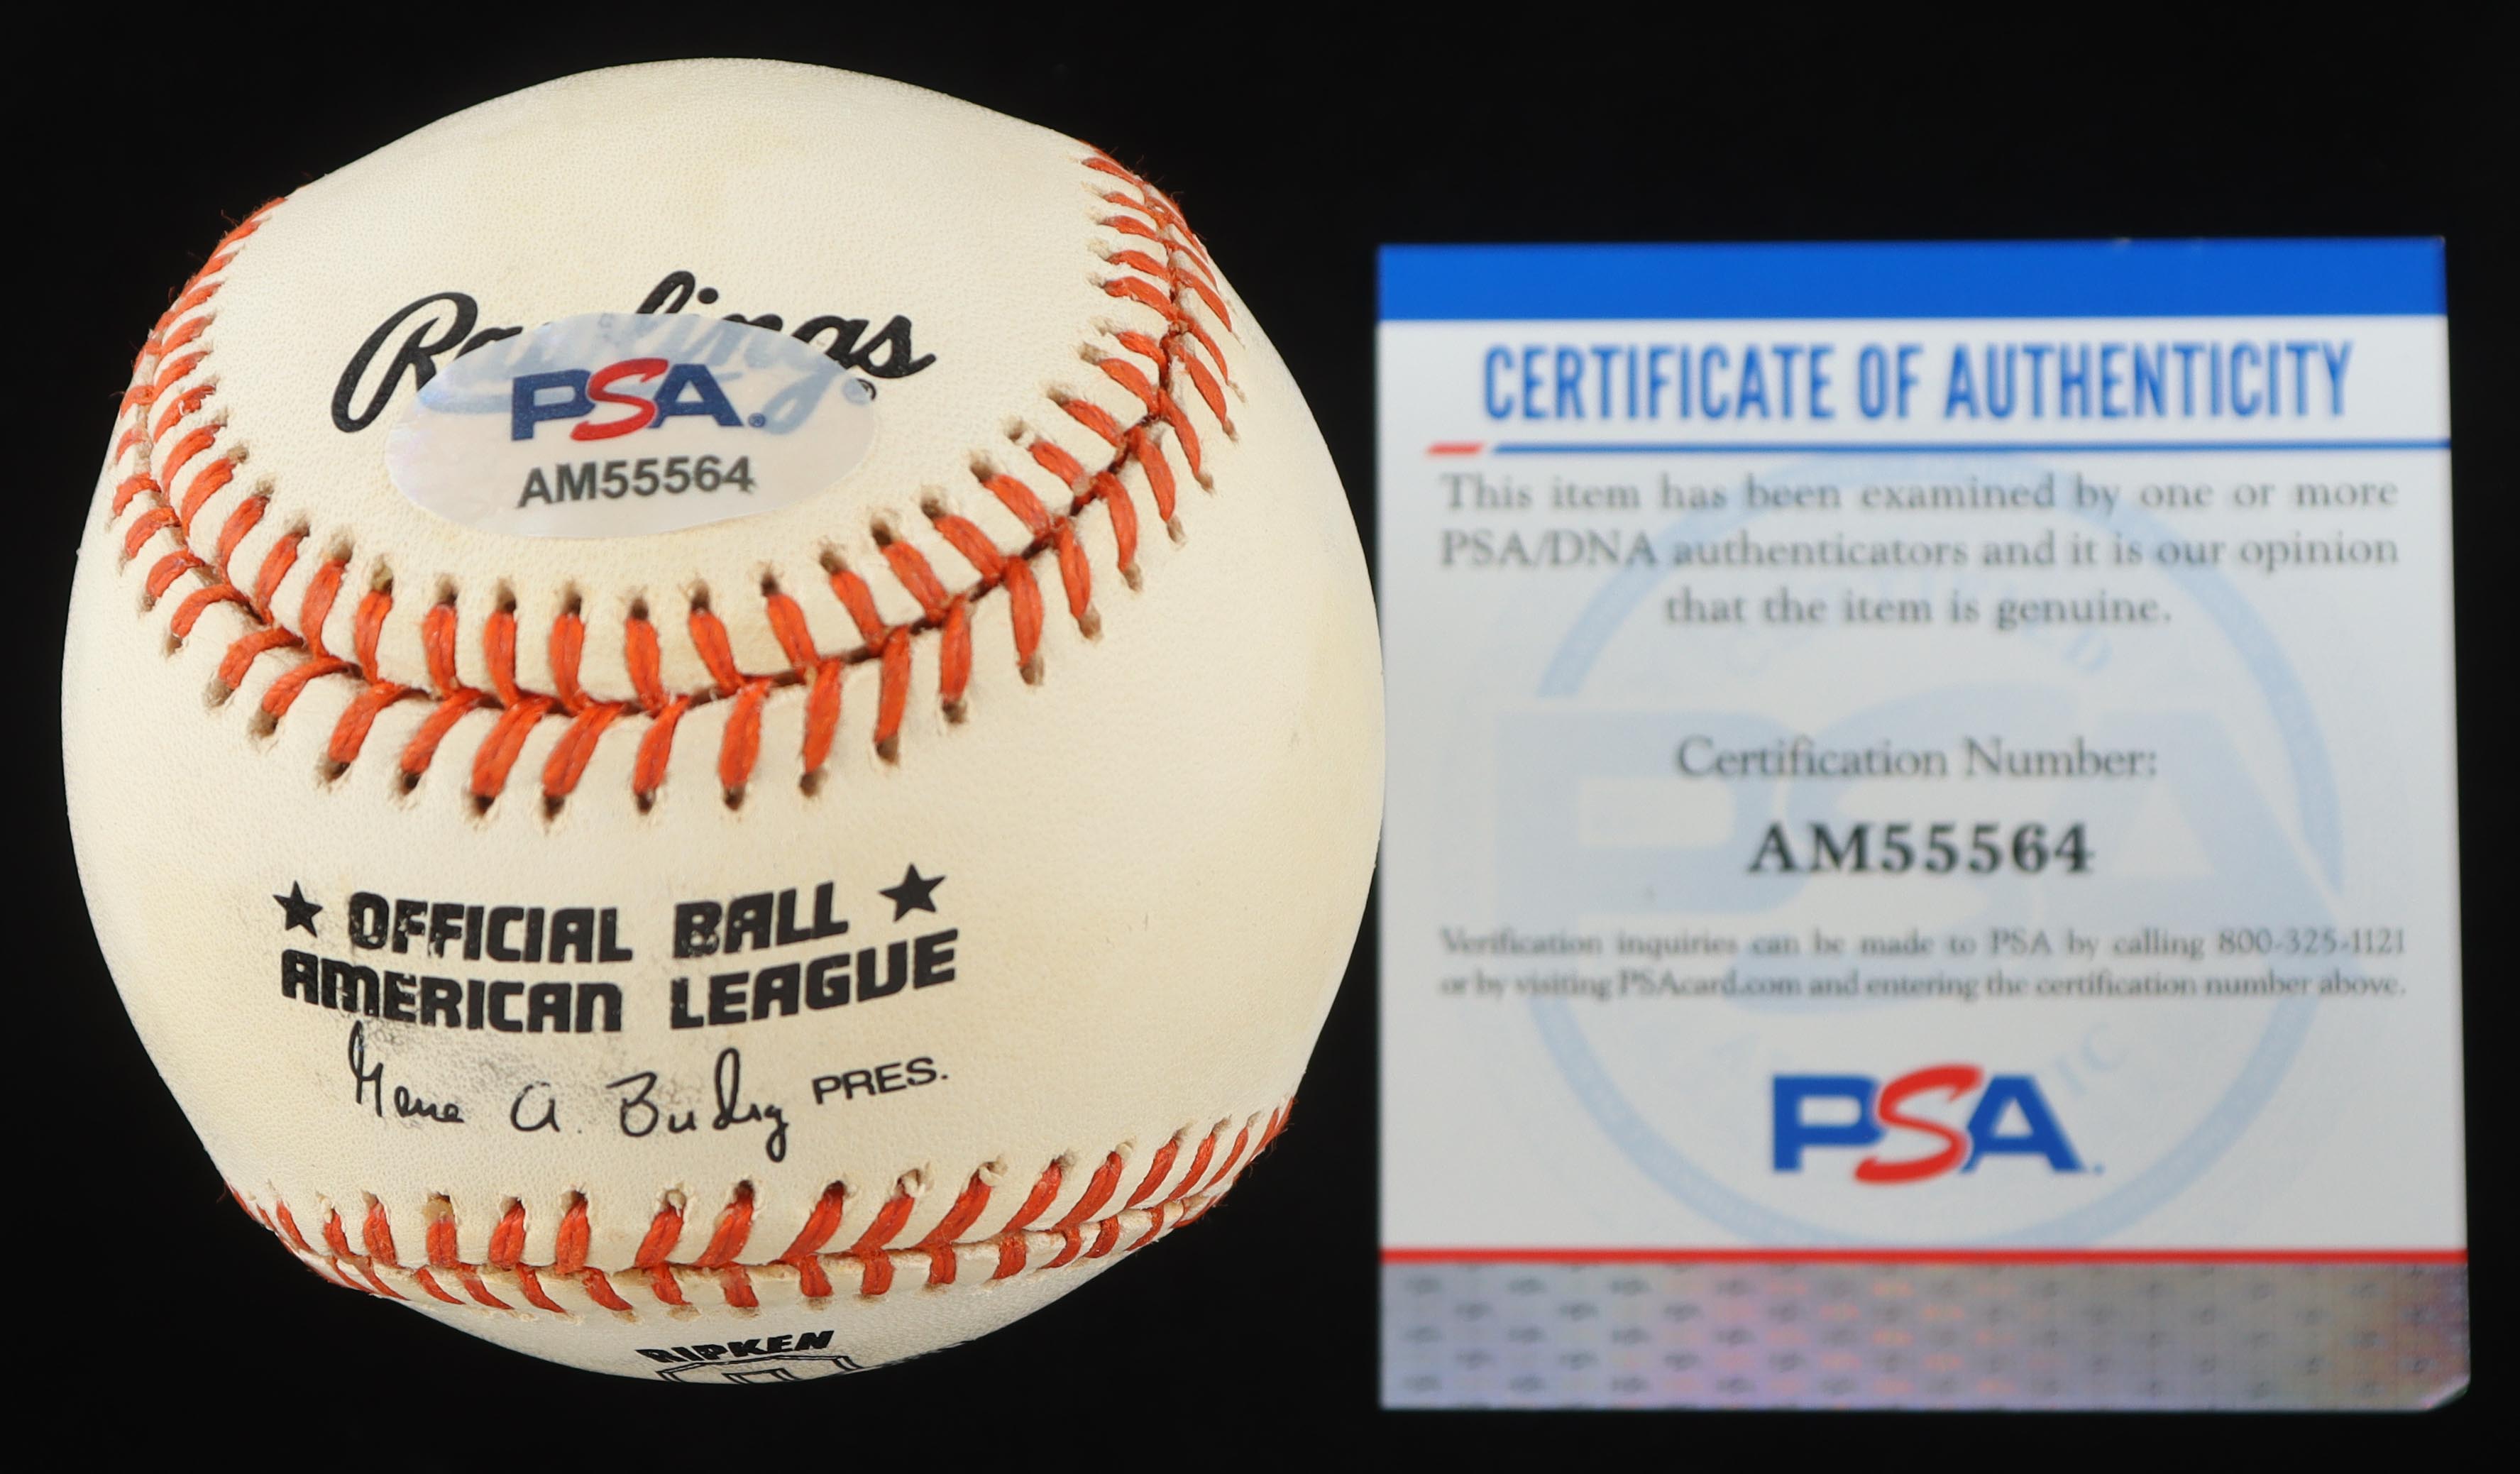 Rawlings
PSA
AM55564
★ OFFICIAL BALL ★
AMERICAN LEAGUE
Gene A. Budig PRES.
RIPKEN
CERTIFICATE OF AUTHENTICITY
This item has been examined by one or more
PSA/DNA authenticators and it is our opinion
that the item is genuine.
Certification Number:
AM55564
Verification inquiries can be made to PSA by calling 800-325-1121
or by visiting PSAcard.com and entering the certification number above.
PSA